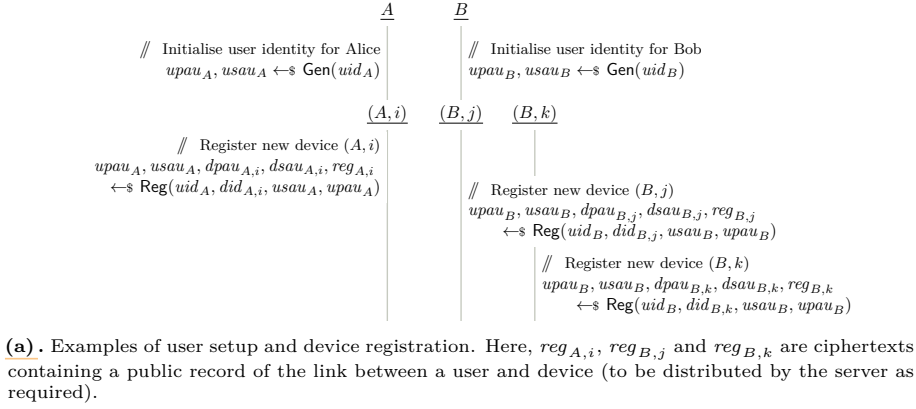 A B
// Initialise user identity for Alice // Initialise user identity for Bob
upau_A, usau_A ←$ Gen(uid_A) upau_B, usau_B ←$ Gen(uid_B)
(A, i) (B, j) (B, k)
// Register new device (A, i)
upau_A, usau_A, dpau_{A,i}, dsau_{A,i}, reg_{A,i}
←$ Reg(uid_A, did_{A,i}, usau_A, upau_A)
// Register new device (B, j)
upau_B, usau_B, dpau_{B,j}, dsau_{B,j}, reg_{B,j}
←$ Reg(uid_B, did_{B,j}, usau_B, upau_B)
// Register new device (B, k)
upau_B, usau_B, dpau_{B,k}, dsau_{B,k}, reg_{B,k}
←$ Reg(uid_B, did_{B,k}, usau_B, upau_B)
(a). Examples of user setup and device registration. Here, reg_{A,i}, reg_{B,j} and reg_{B,k} are ciphertexts
containing a public record of the link between a user and device (to be distributed by the server as
required).